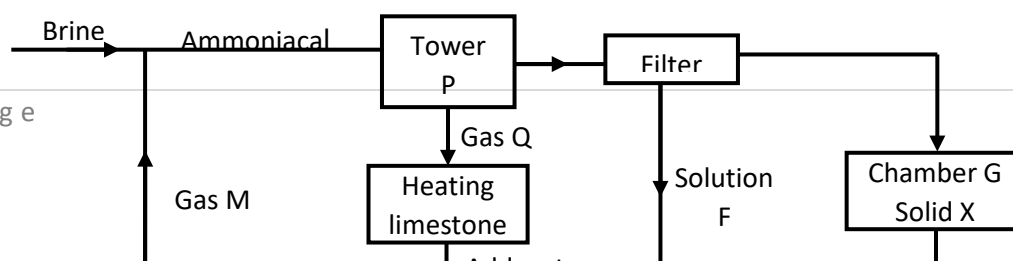 Brine
Ammoniacal
Tower
P
Filter
g e
Gas Q
Heating
limestone
Gas M
Solution
F
Chamber G
Solid X